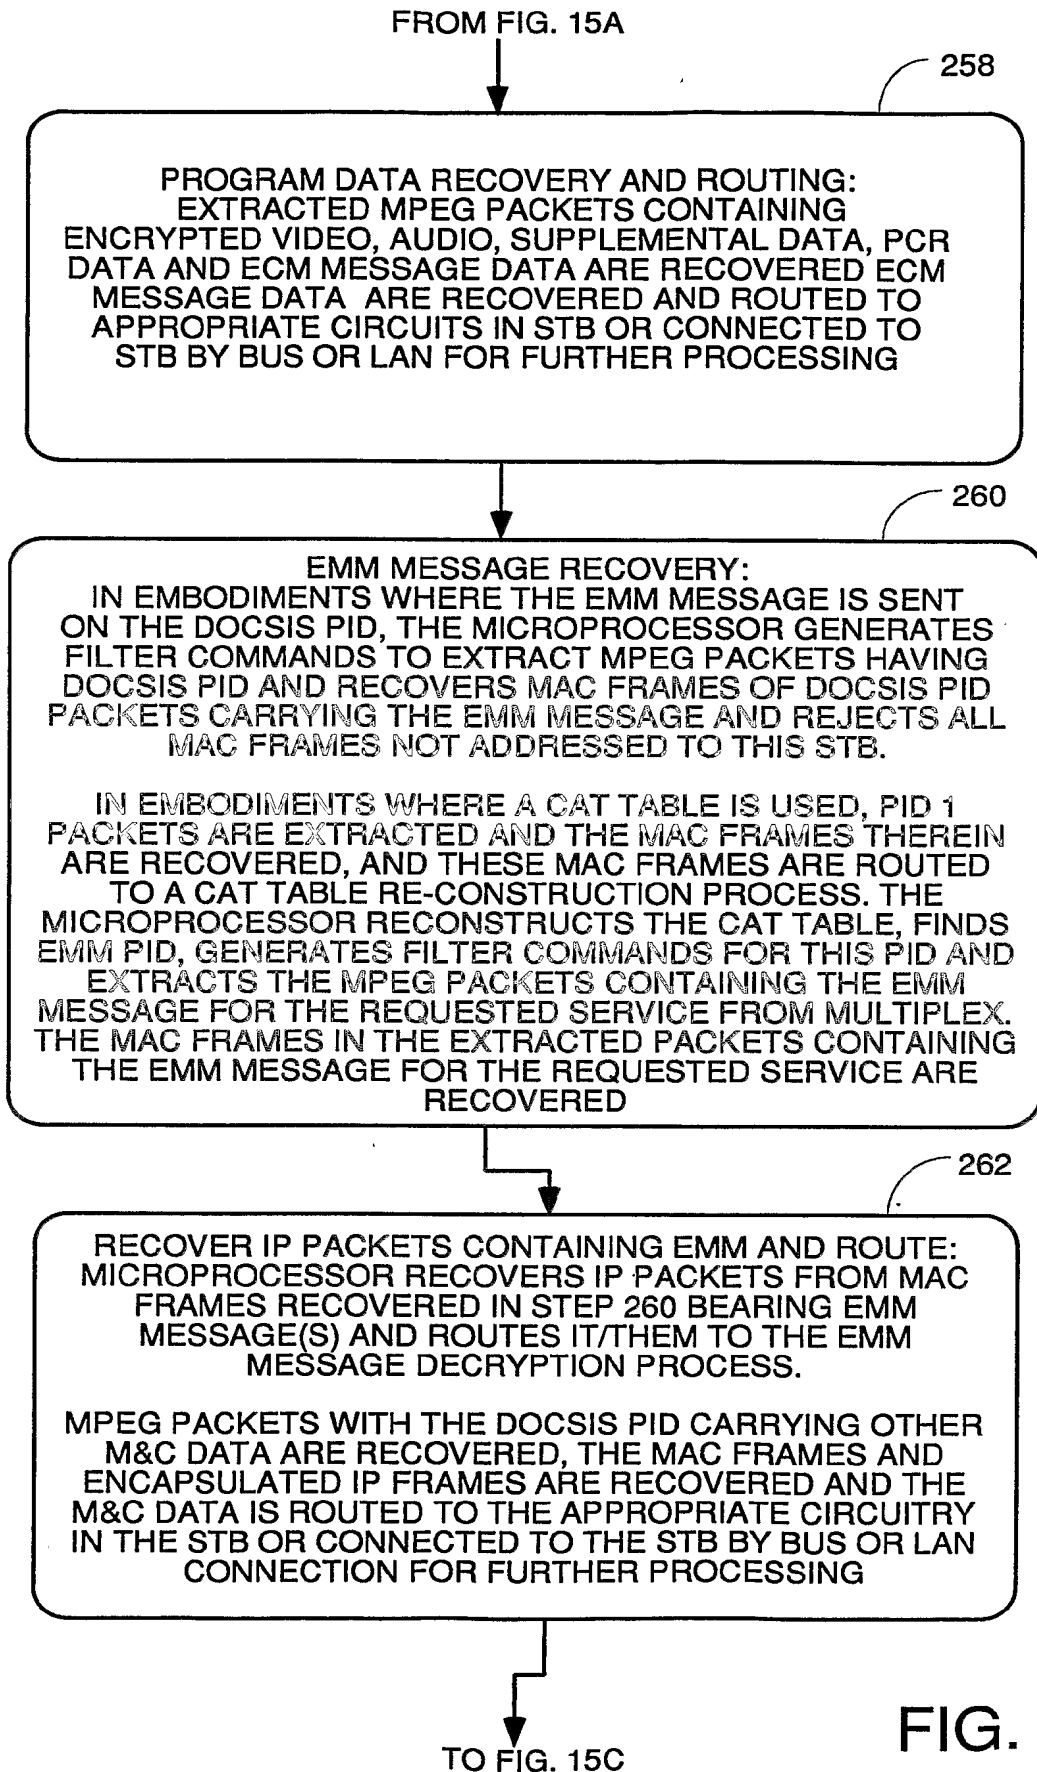 FROM FIG. 15A
258
PROGRAM DATA RECOVERY AND ROUTING:
EXTRACTED MPEG PACKETS CONTAINING
ENCRYPTED VIDEO, AUDIO, SUPPLEMENTAL DATA, PCR
DATA AND ECM MESSAGE DATA ARE RECOVERED ECM
MESSAGE DATA ARE RECOVERED AND ROUTED TO
APPROPRIATE CIRCUITS IN STB OR CONNECTED TO
STB BY BUS OR LAN FOR FURTHER PROCESSING
260
EMM MESSAGE RECOVERY:
IN EMBODIMENTS WHERE THE EMM MESSAGE IS SENT
ON THE DOCSIS PID, THE MICROPROCESSOR GENERATES
FILTER COMMANDS TO EXTRACT MPEG PACKETS HAVING
DOCSIS PID AND RECOVERS MAC FRAMES OF DOCSIS PID
PACKETS CARRYING THE EMM MESSAGE AND REJECTS ALL
MAC FRAMES NOT ADDRESSED TO THIS STB.
IN EMBODIMENTS WHERE A CAT TABLE IS USED, PID 1
PACKETS ARE EXTRACTED AND THE MAC FRAMES THEREIN
ARE RECOVERED, AND THESE MAC FRAMES ARE ROUTED
TO A CAT TABLE RE-CONSTRUCTION PROCESS. THE
MICROPROCESSOR RECONSTRUCTS THE CAT TABLE, FINDS
EMM PID, GENERATES FILTER COMMANDS FOR THIS PID AND
EXTRACTS THE MPEG PACKETS CONTAINING THE EMM
MESSAGE FOR THE REQUESTED SERVICE FROM MULTIPLEX.
THE MAC FRAMES IN THE EXTRACTED PACKETS CONTAINING
THE EMM MESSAGE FOR THE REQUESTED SERVICE ARE
RECOVERED
262
RECOVER IP PACKETS CONTAINING EMM AND ROUTE:
MICROPROCESSOR RECOVERS IP PACKETS FROM MAC
FRAMES RECOVERED IN STEP 260 BEARING EMM
MESSAGE(S) AND ROUTES IT/THEM TO THE EMM
MESSAGE DECRYPTION PROCESS.
MPEG PACKETS WITH THE DOCSIS PID CARRYING OTHER
M&C DATA ARE RECOVERED, THE MAC FRAMES AND
ENCAPSULATED IP FRAMES ARE RECOVERED AND THE
M&C DATA IS ROUTED TO THE APPROPRIATE CIRCUITRY
IN THE STB OR CONNECTED TO THE STB BY BUS OR LAN
CONNECTION FOR FURTHER PROCESSING
TO FIG. 15C
FIG.